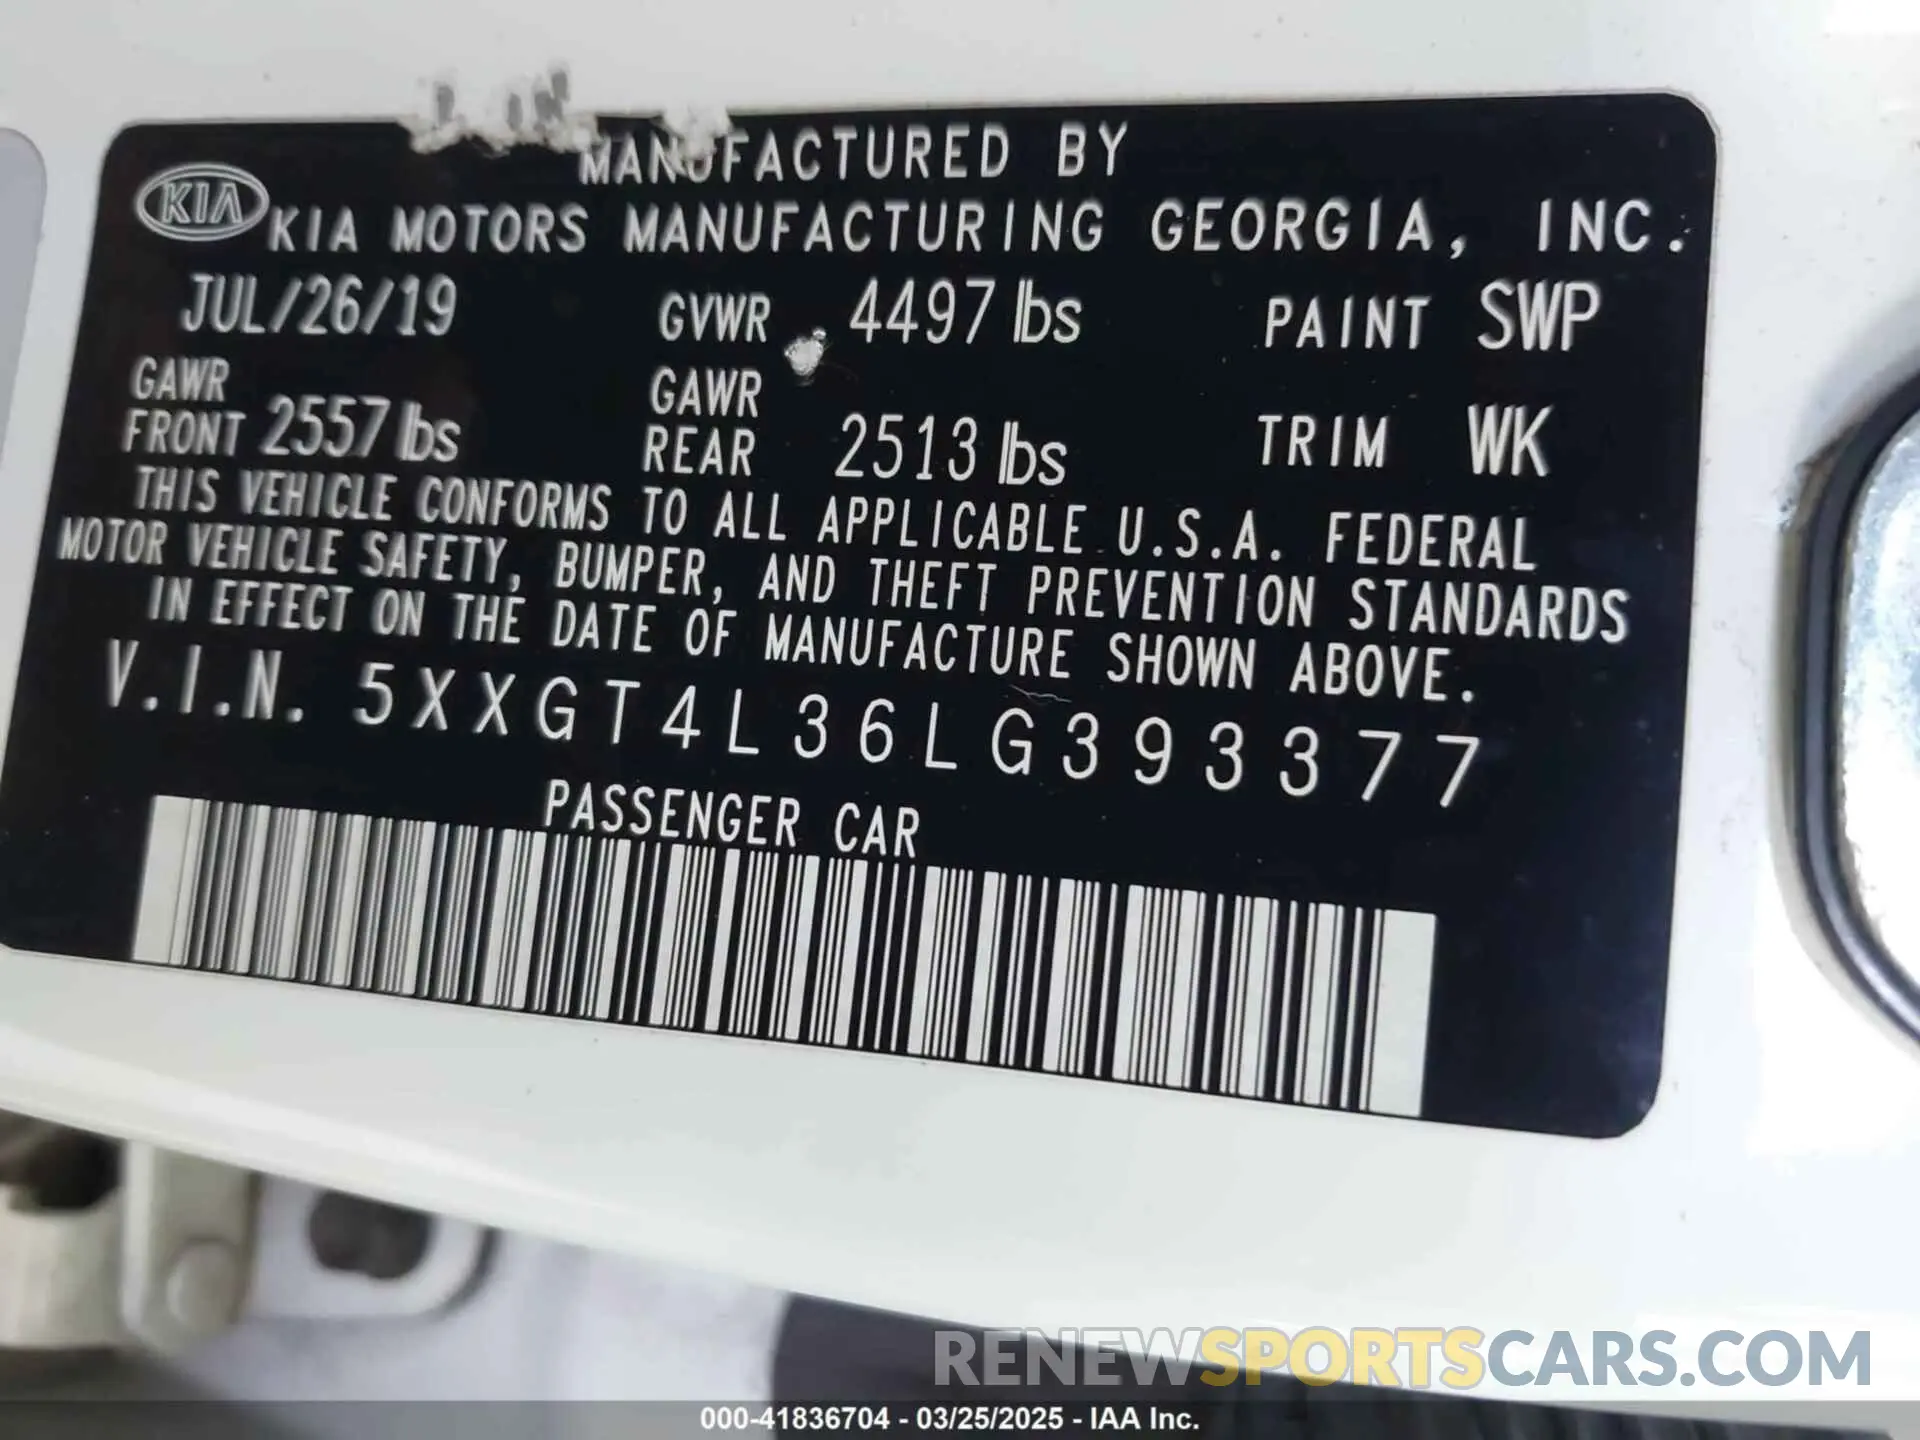 MANUFACTURED BY
KIA KIA MOTORS MANUFACTURING GEORGIA, INC.
JUL/26/19 GVWR 4497 lbs PAINT SWP
GAWR FRONT 2557 lbs GAWR REAR 2513 lbs TRIM WK
THIS VEHICLE CONFORMS TO ALL APPLICABLE U.S.A. FEDERAL
MOTOR VEHICLE SAFETY, BUMPER, AND THEFT PREVENTION STANDARDS
IN EFFECT ON THE DATE OF MANUFACTURE SHOWN ABOVE.
V.I.N. 5XXGT4L36LG393377
PASSENGER CAR
RENEWSPORTSCARS.COM
000-41836704 - 03/25/2025 - IAA Inc.